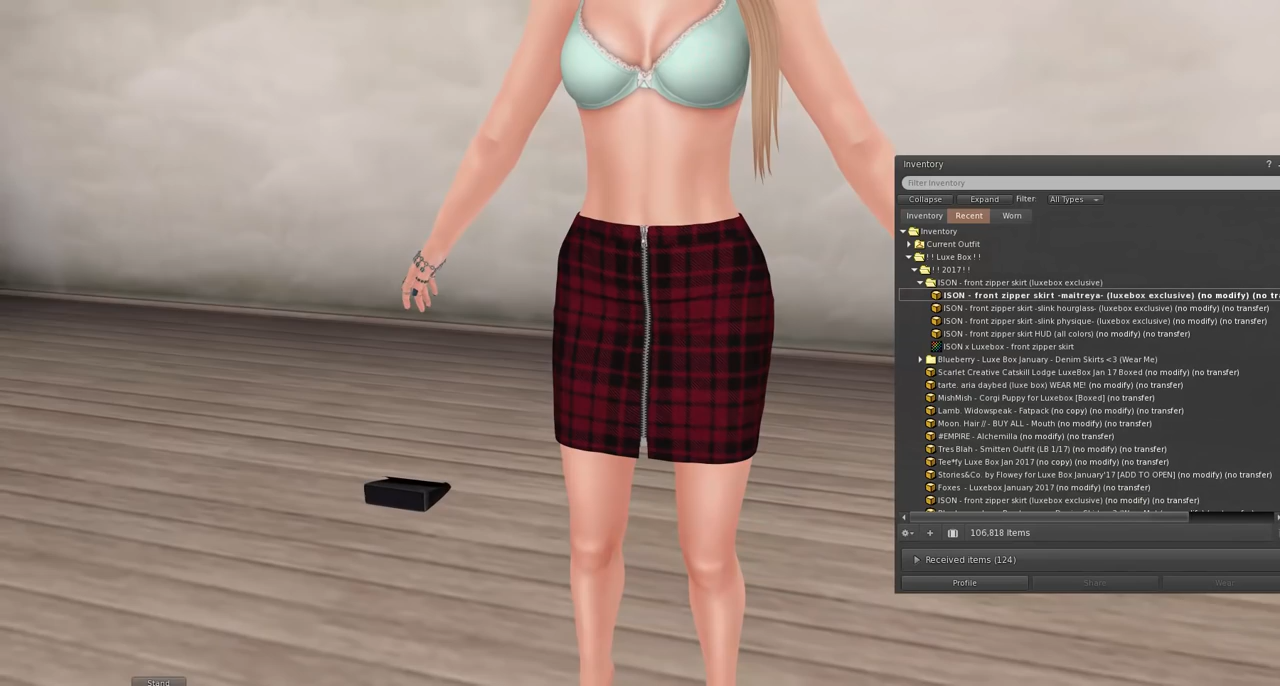 Inventory
?
Filter Inventory
Collapse
Expand
Filter:
All Types
Inventory
Recent
Worn
Inventory
Current Outfit
! ! Luxe Box ! !
! ! 2017 ! !
ISON - front zipper skirt (luxebox exclusive)
ISON - front zipper skirt -maitreya- (luxebox exclusive) (no modify) (no tr
ISON - front zipper skirt -slink hourglass- (luxebox exclusive) (no modify) (no transfer)
ISON - front zipper skirt -slink physique- (luxebox exclusive) (no modify) (no transfer)
ISON - front zipper skirt HUD (all colors) (no modify) (no transfer)
ISON x Luxebox - front zipper skirt
Blueberry - Luxe Box January - Denim Skirts <3 (Wear Me)
Scarlet Creative Catskill Lodge LuxeBox Jan 17 Boxed (no modify) (no transfer)
tarte. aria daybed (luxe box) WEAR ME! (no modify) (no transfer)
MishMish - Corgi Puppy for Luxebox [Boxed] (no modify) (no transfer)
Lamb. Widowspeak - Fatpack (no copy) (no modify) (no transfer)
Moon. Hair // - BUY ALL - Mouth (no modify) (no transfer)
#EMPIRE - Alchemilla (no modify) (no transfer)
Tres Blah - Smitten Outfit (LB 1/17) (no modify) (no transfer)
Tee*fy Luxe Box Jan 2017 (no copy) (no modify) (no transfer)
Stories&Co. by Flowey for Luxe Box January'17 [ADD TO OPEN] (no modify) (no transfer)
Foxes - Luxebox January 2017 (no modify) (no transfer)
ISON - front zipper skirt (luxebox exclusive) (no modify) (no transfer)
106,818 Items
Received items (124)
Profile
Share
Wear
Stand